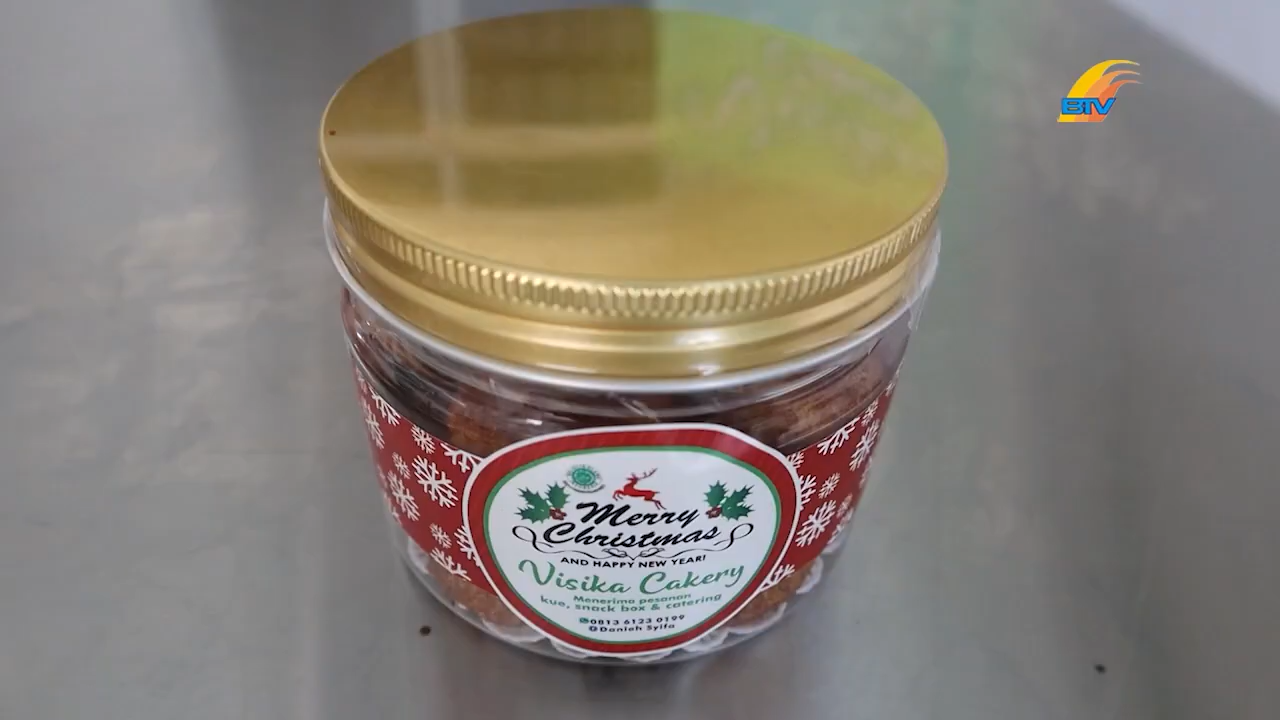 BTV
Merry
Christmas
AND HAPPY NEW YEAR!
Visika Cakery
Menerima pesanan
kue, snack box & catering
0813 6123 0199
@Danieh Syifa